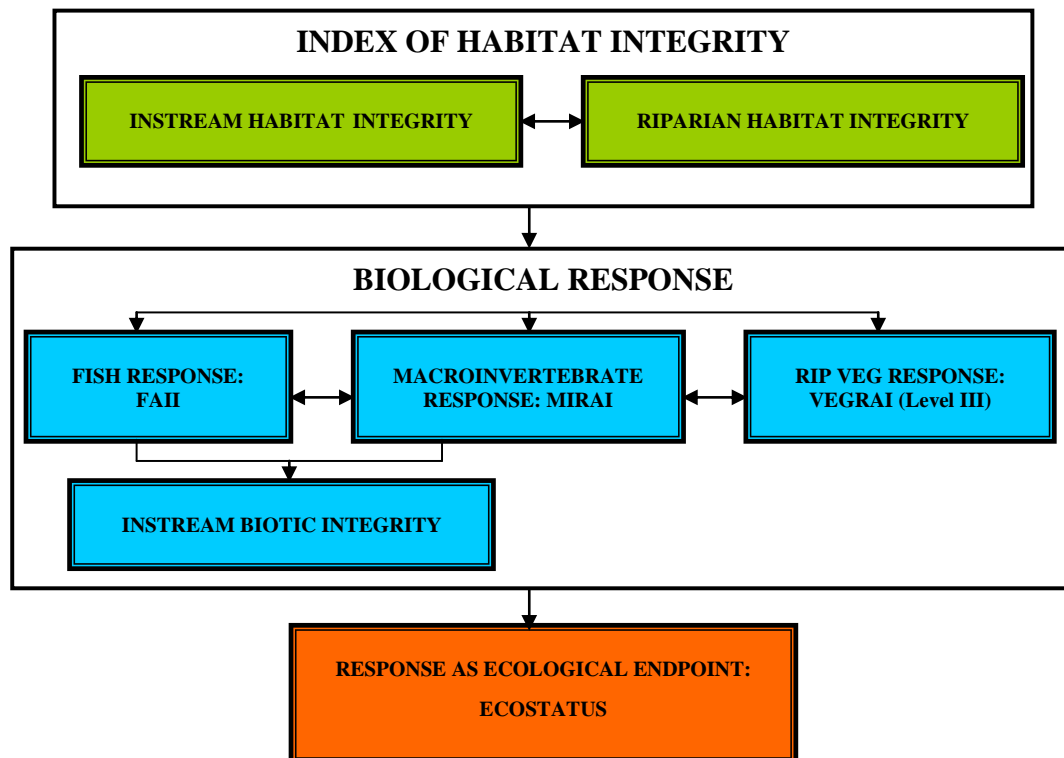 INDEX OF HABITAT INTEGRITY
INSTREAM HABITAT INTEGRITY
RIPARIAN HABITAT INTEGRITY
BIOLOGICAL RESPONSE
FISH RESPONSE:
FAII
MACROINVERTEBRATE
RESPONSE: MIRAI
RIP VEG RESPONSE:
VEGRAI (Level III)
INSTREAM BIOTIC INTEGRITY
RESPONSE AS ECOLOGICAL ENDPOINT:
ECOSTATUS